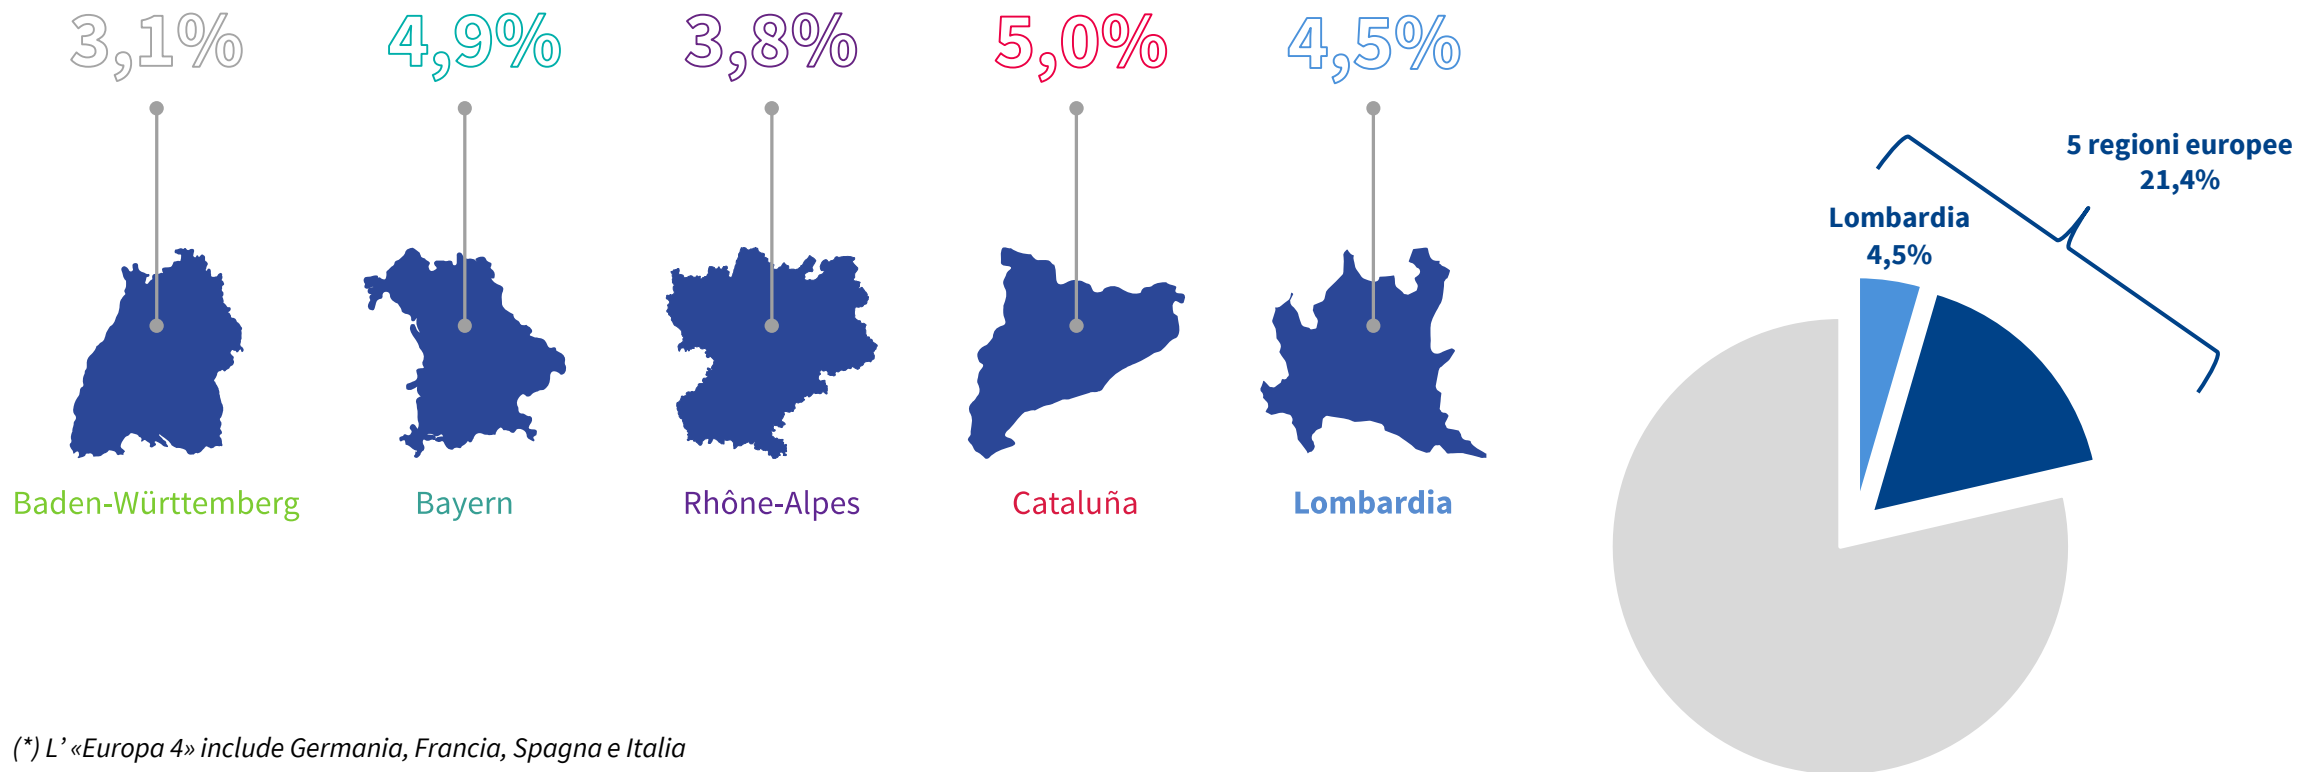 3,1%
4,9%
3,8%
5,0%
4,5%
5 regioni europee
21,4%
Lombardia
4,5%
Baden-Württemberg
Bayern
Rhône-Alpes
Cataluña
Lombardia
(*) L’ «Europa 4» include Germania, Francia, Spagna e Italia